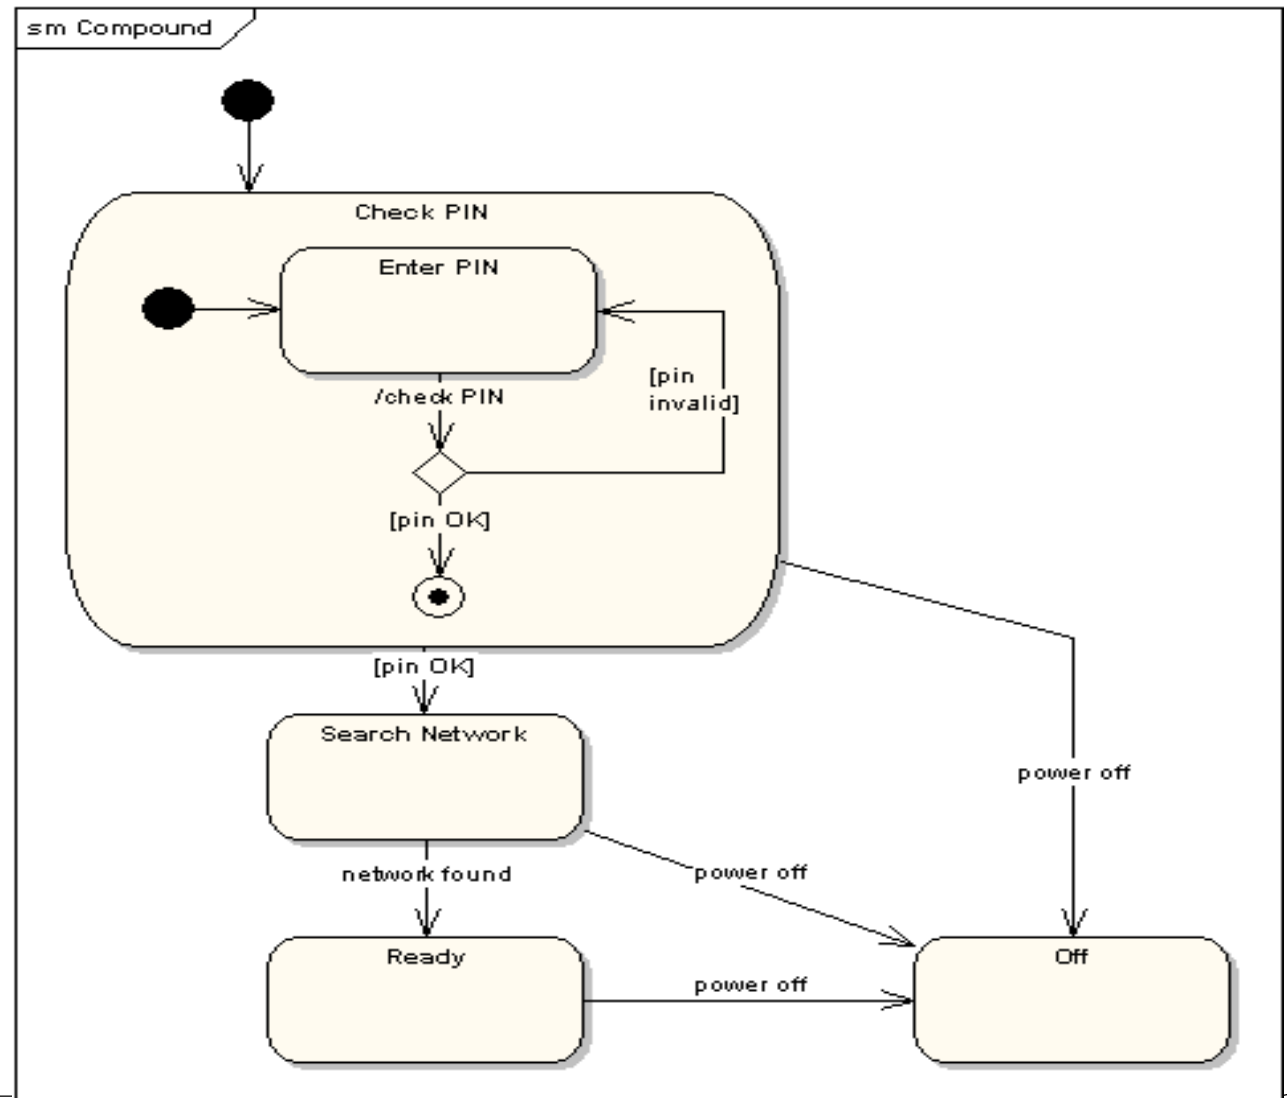 sm Compound
Check PIN
Enter PIN
/check PIN
[pin
invalid]
[pin OK]
[pin OK]
Search Network
power off
network found
power off
Ready
Off
power off